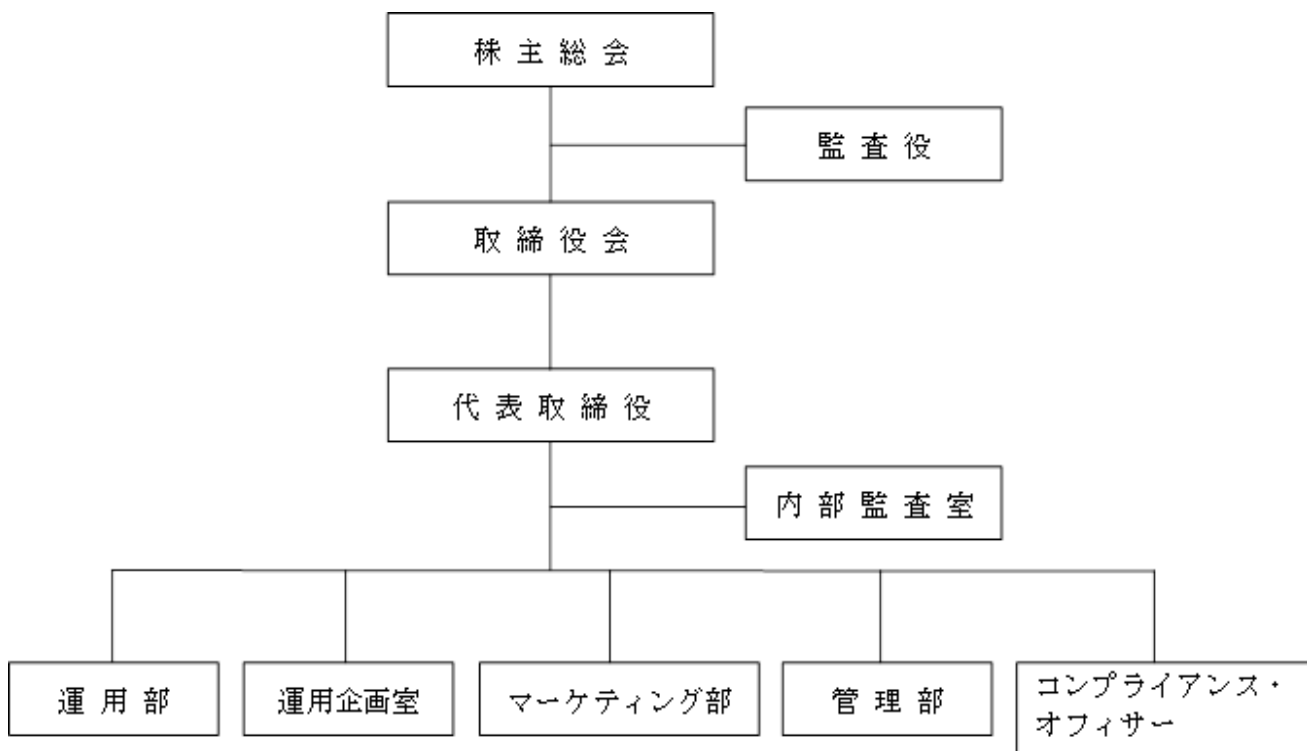 株主総会
監査役
取締役会
代表取締役
内部監査室
運用部
運用企画室
マーケティング部
管理部
コンプライアンス・
オフィサー